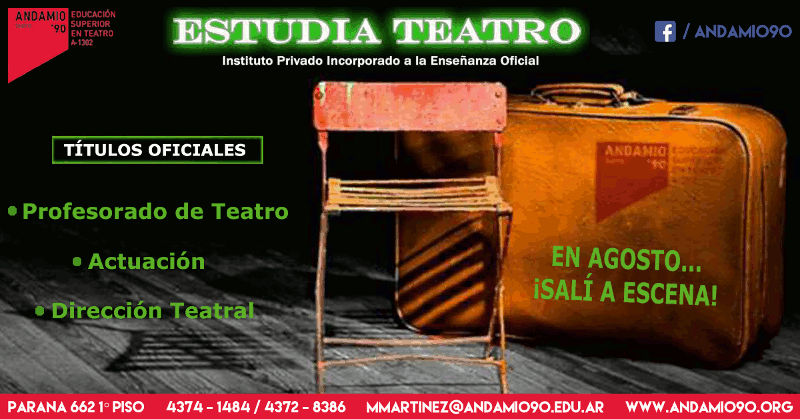 ANDAMIO
'90
EDUCACIÓN
SUPERIOR
EN TEATRO
A-1302
ESTUDIA TEATRO
Instituto Privado Incorporado a la Enseñanza Oficial
f / ANDAMIO90
TÍTULOS OFICIALES
• Profesorado de Teatro
• Actuación
• Dirección Teatral
ANDAMIO
'90
EN AGOSTO...
¡SALÍ A ESCENA!
PARANA 662 1° PISO 4374 - 1484 / 4372 - 8386 MMARTINEZ@ANDAMIO90.EDU.AR WWW.ANDAMIO90.ORG